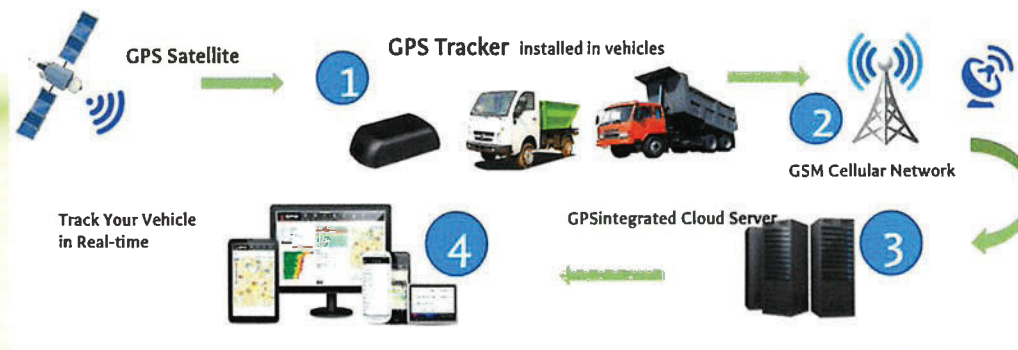 GPS Satellite
GPS Tracker installed in vehicles
1
2
GSM Cellular Network
Track Your Vehicle
in Real-time
4
GPSintegrated Cloud Server
3